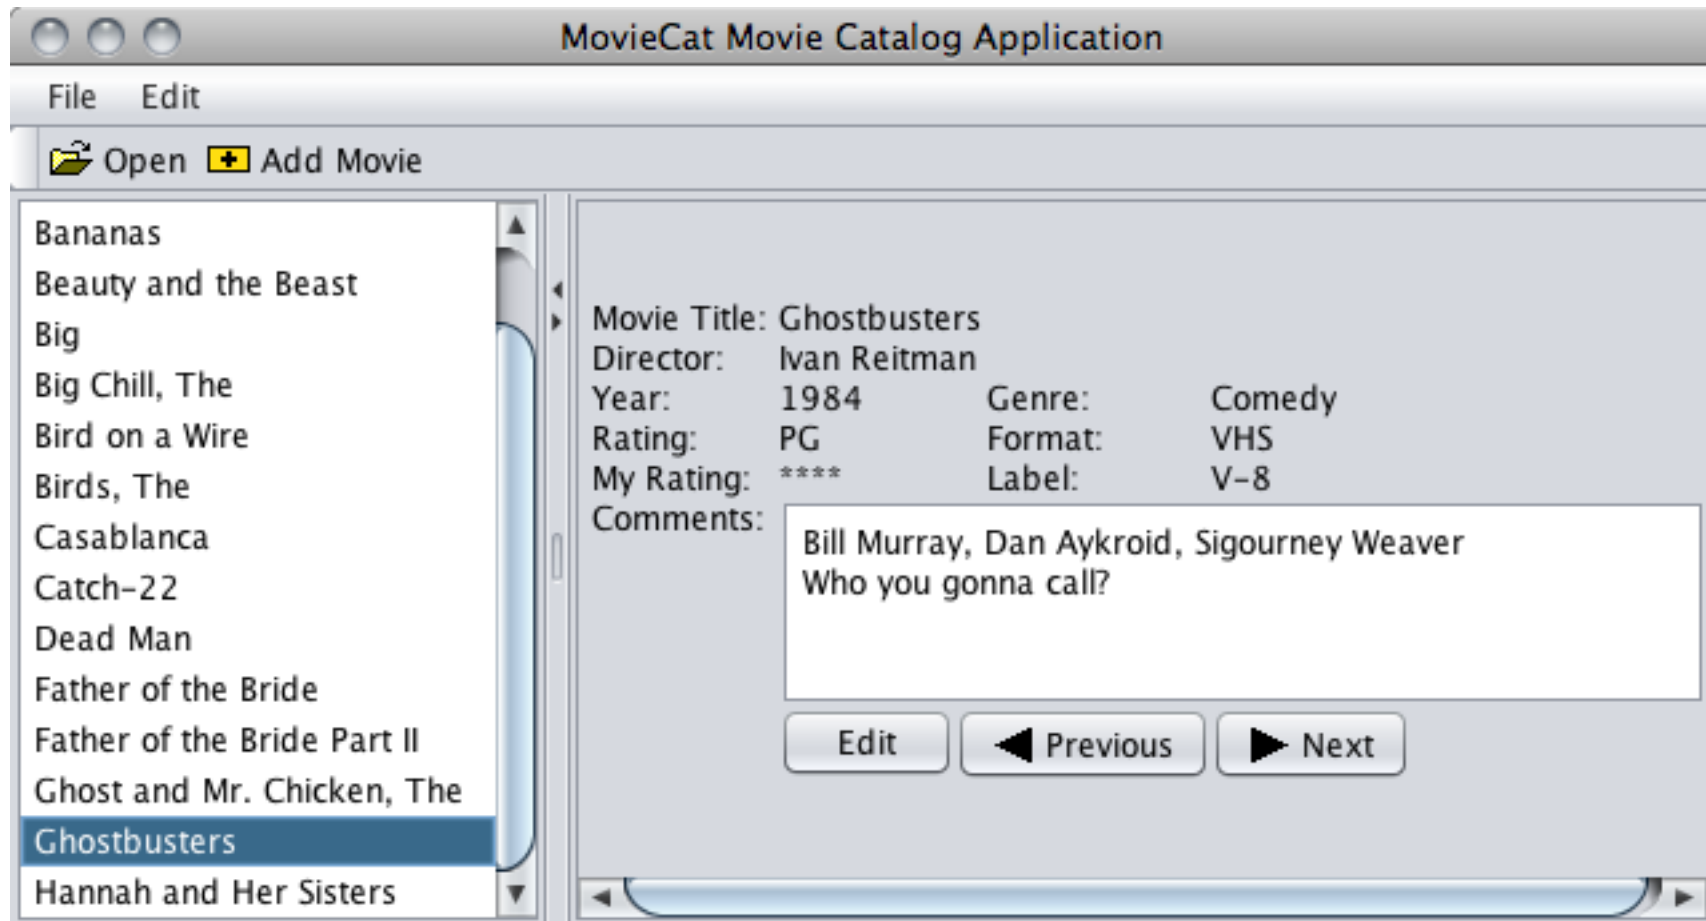 MovieCat Movie Catalog Application
File Edit
Open Add Movie
Bananas
Beauty and the Beast
Big
Big Chill, The
Bird on a Wire
Birds, The
Casablanca
Catch-22
Dead Man
Father of the Bride
Father of the Bride Part II
Ghost and Mr. Chicken, The
Ghostbusters
Hannah and Her Sisters
Movie Title: Ghostbusters
Director: Ivan Reitman
Year: 1984 Genre: Comedy
Rating: PG Format: VHS
My Rating: **** Label: V-8
Comments:
Bill Murray, Dan Aykroid, Sigourney Weaver
Who you gonna call?
Edit Previous Next